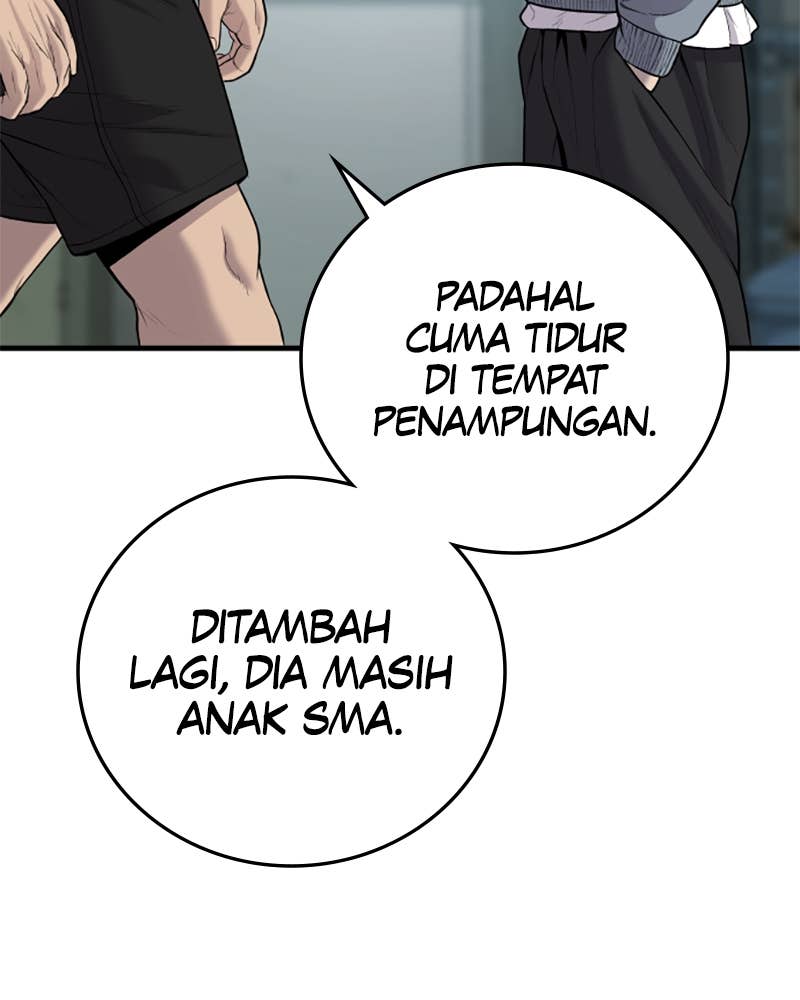 PADAHAL
CUMA TIDUR
DI TEMPAT
PENAMPUNGAN.
DITAMBAH
LAGI, DIA MASIH
ANAK SMA.